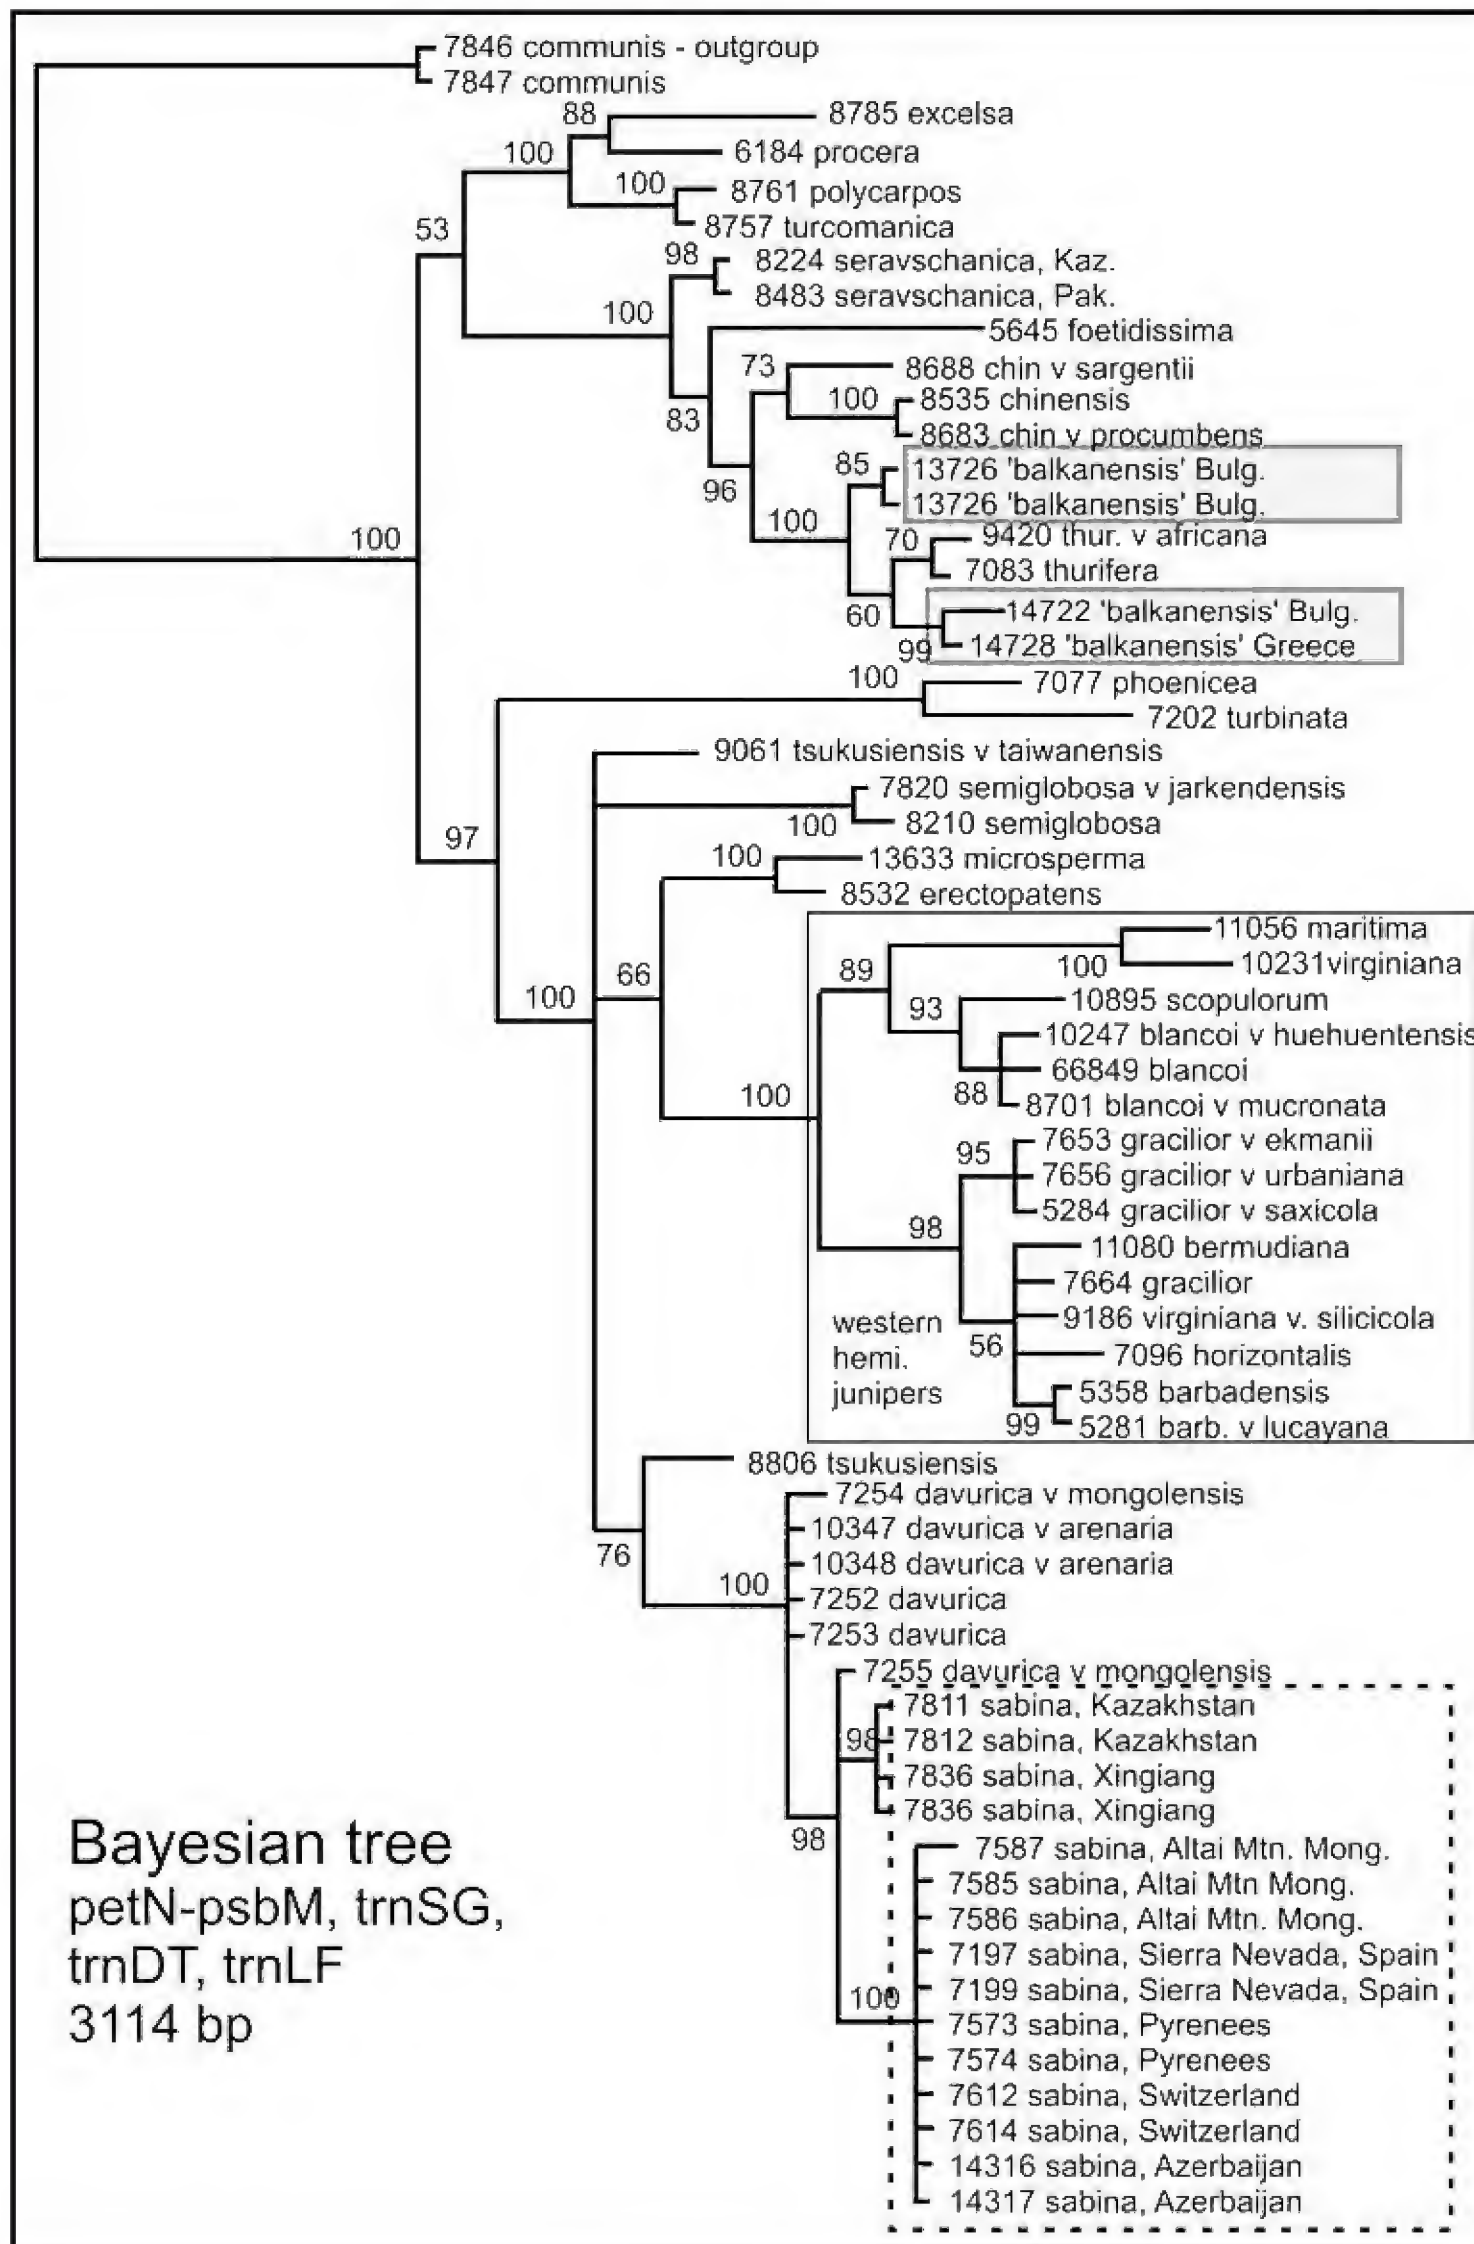 7846 communis - outgroup
7847 communis
88
8785 excelsa
100
6184 procera
100
8761 polycarpos
8757 turcomanica
53
98
8224 seravschanica, Kaz.
8483 seravschanica, Pak.
100
5645 foetidissima
73
8688 chin v sargentii
100
8535 chinensis
83
8683 chin v procumbens
85
13726 'balkanensis' Bulg.
96
13726 'balkanensis' Bulg.
100
100
70
9420 thur. v africana
7083 thurifera
60
14722 'balkanensis' Bulg.
99
14728 'balkanensis' Greece
100
7077 phoenicea
7202 turbinata
9061 tsukusiensis v taiwanensis
7820 semiglobosa v jarkendensis
100
8210 semiglobosa
97
100
13633 microsperma
8532 erectopatens
11056 maritima
100
10231virginiana
89
66
100
93
10895 scopulorum
10247 blancoi v huehuentensis
66849 blancoi
88
8701 blancoi v mucronata
100
7653 gracilior v ekmanii
95
7656 gracilior v urbaniana
5284 gracilior v saxicola
98
11080 bermudiana
7664 gracilior
9186 virginiana v. silicicola
56
7096 horizontalis
western
hemi.
junipers
5358 barbadensis
99
5281 barb. v lucayana
8806 tsukusiensis
7254 davurica v mongolensis
10347 davurica v arenaria
76
10348 davurica v arenaria
100
7252 davurica
7253 davurica
7255 davurica v mongolensis
7811 sabina, Kazakhstan
98
7812 sabina, Kazakhstan
7836 sabina, Xingiang
7836 sabina, Xingiang
98
7587 sabina, Altai Mtn. Mong.
7585 sabina, Altai Mtn Mong.
7586 sabina, Altai Mtn. Mong.
7197 sabina, Sierra Nevada, Spain
7199 sabina, Sierra Nevada, Spain
100
7573 sabina, Pyrenees
7574 sabina, Pyrenees
7612 sabina, Switzerland
7614 sabina, Switzerland
14316 sabina, Azerbaijan
14317 sabina, Azerbaijan
Bayesian tree
petN-psbM, trnSG,
trnDT, trnLF
3114 bp